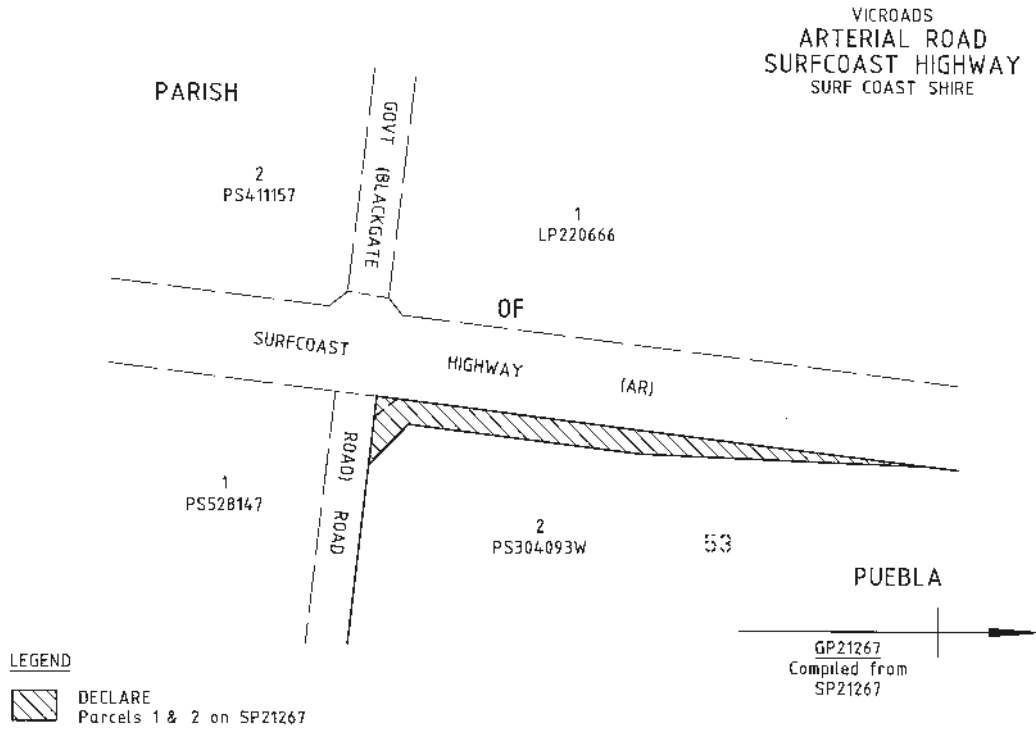 VICROADS
ARTERIAL ROAD
SURFCOAST HIGHWAY
SURF COAST SHIRE
PARISH
GOVT (BLACKGATE
2
PS411157
1
LP220666
OF
SURFCOAST HIGHWAY (AR)
ROAD) ROAD
1
PS528147
2
PS304093W
53
PUEBLA
GP21267
Compiled from
SP21267
LEGEND
DECLARE
Parcels 1 & 2 on SP21267